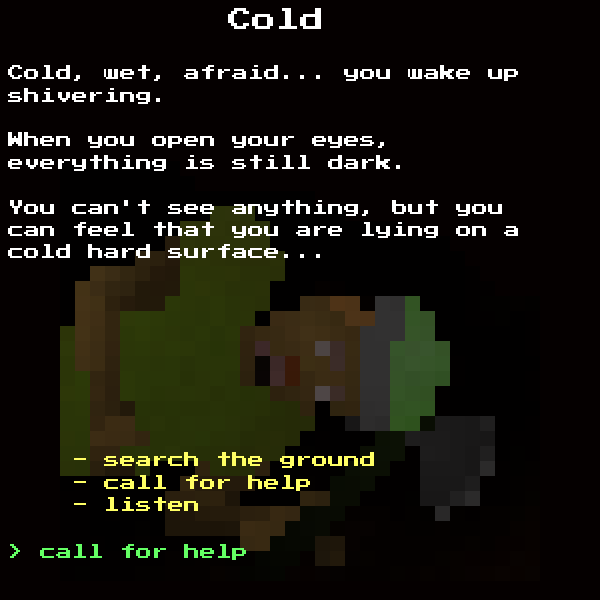 Cold
Cold, wet, afraid... you wake up
shivering.
When you open your eyes,
everything is still dark.
You can't see anything, but you
can feel that you are lying on a
cold hard surface...
- search the ground
- call for help
- listen
> call for help